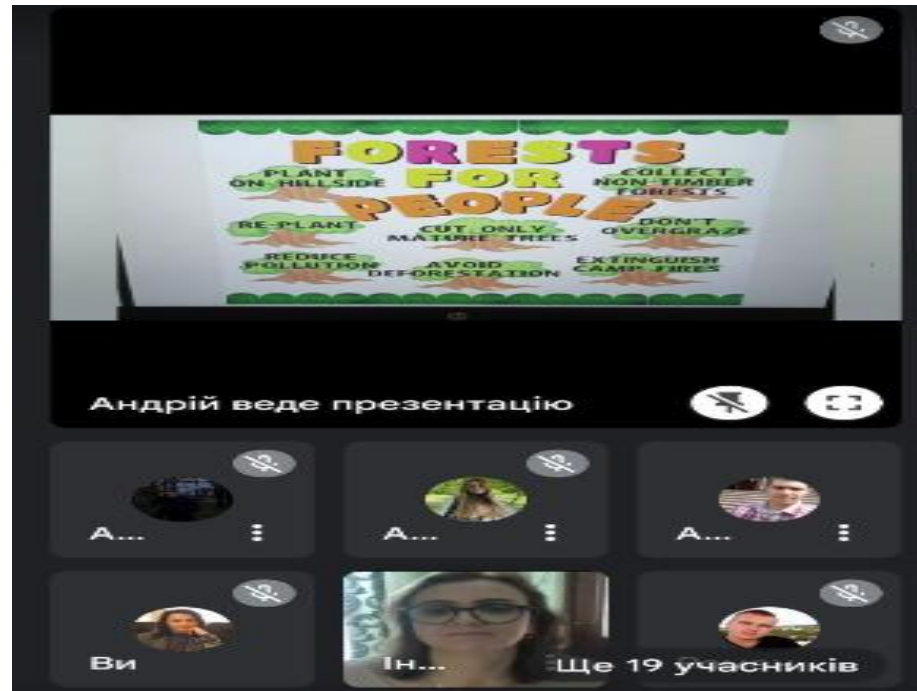 FORESTS
FOR
PEOPLE
PLANT
ON HILLSIDE
COLLECT
NON-TIMBER
FORESTS
RE-PLANT
CUT ONLY
MATURE TREES
DON'T
OVERGRAZE
REDUCE
POLLUTION
AVOID
DEFORESTATION
EXTINGUISH
CAMP FIRES
Андрій веде презентацію
А...
А...
А...
Ви
Ін...
Ще 19 учасників